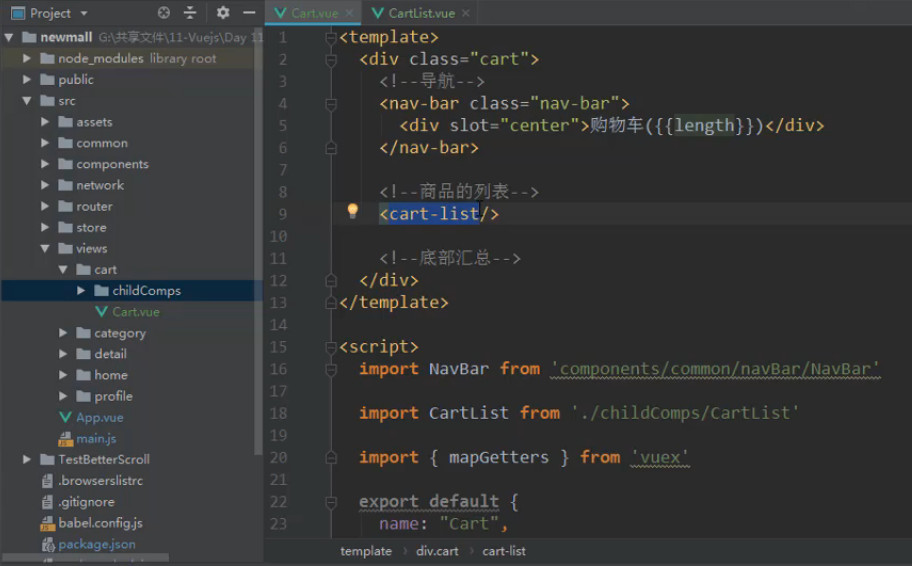 Project
Cart.vue
CartList.vue
newmall G:\共享文件\11-Vuejs\Day 11
node_modules library root
public
src
assets
common
components
network
router
store
views
cart
childComps
Cart.vue
category
detail
home
profile
App.vue
main.js
TestBetterScroll
.browserslistrc
.gitignore
babel.config.js
package.json
1 <template>
2 <div class="cart">
3 <!--导航-->
4 <nav-bar class="nav-bar">
5 <div slot="center">购物车({{length}})</div>
6 </nav-bar>
7
8 <!--商品的列表-->
9 <cart-list/>
10
11 <!--底部汇总-->
12 </div>
13 </template>
14
15 <script>
16 import NavBar from 'components/common/navBar/NavBar'
17
18 import CartList from './childComps/CartList'
19
20 import { mapGetters } from 'vuex'
21
22 export default {
23 name: "Cart",
template › div.cart › cart-list